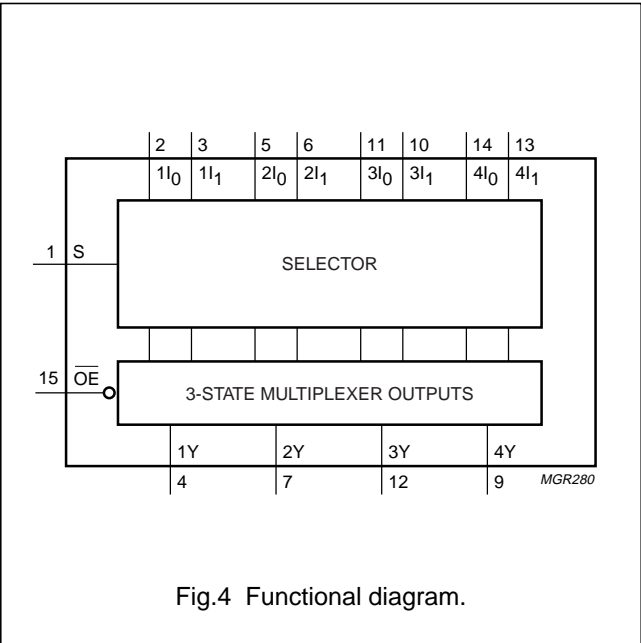 2 3 5 6 11 10 14 13
1I0 1I1 2I0 2I1 3I0 3I1 4I0 4I1
1 S
SELECTOR
15 O̅E̅
3-STATE MULTIPLEXER OUTPUTS
1Y 2Y 3Y 4Y
4 7 12 9 MGR280
Fig.4 Functional diagram.